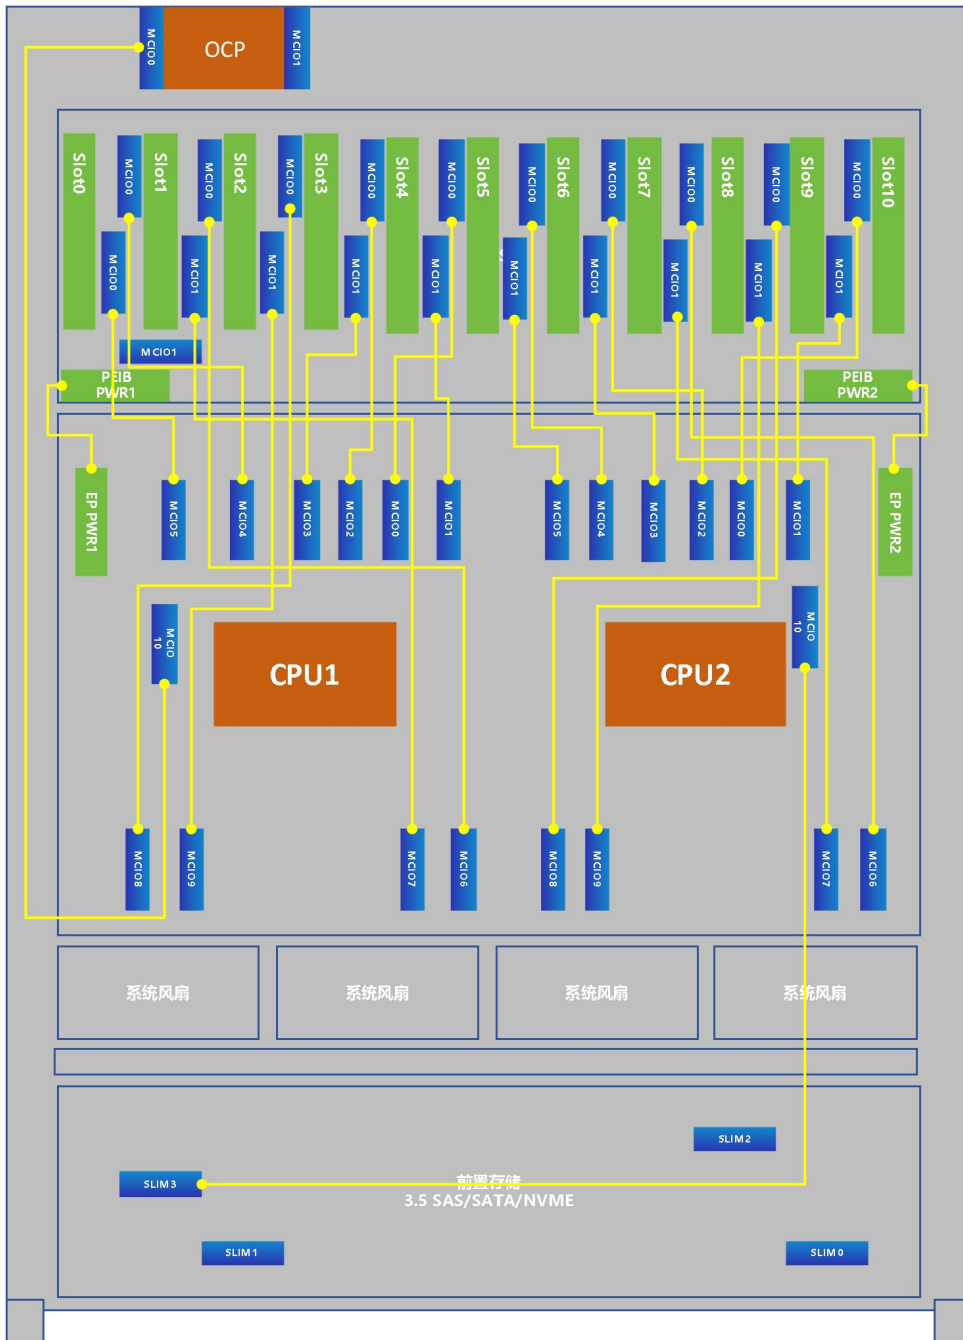 MCIO0
OCP
MCIO1
Slot0
MCIO0
Slot1
MCIO0
Slot2
MCIO0
Slot3
MCIO0
Slot4
MCIO0
Slot5
MCIO0
Slot6
MCIO0
Slot7
MCIO0
Slot8
MCIO0
Slot9
MCIO0
Slot10
MCIO0
MCIO1
MCIO1
MCIO1
MCIO1
MCIO1
MCIO1
MCIO1
MCIO1
MCIO1
MCIO1
PEIB
PWR1
PEIB
PWR2
EP PWR1
MCIO5
MCIO4
MCIO3
MCIO2
MCIO0
MCIO1
MCIO5
MCIO4
MCIO3
MCIO2
MCIO0
MCIO1
EP PWR2
MCIO
10
CPU1
CPU2
MCIO
10
MCIO8
MCIO9
MCIO7
MCIO6
MCIO8
MCIO9
MCIO7
MCIO6
系统风扇
系统风扇
系统风扇
系统风扇
SLIM2
SLIM3
前置存储
3.5 SAS/SATA/NVME
SLIM1
SLIM0